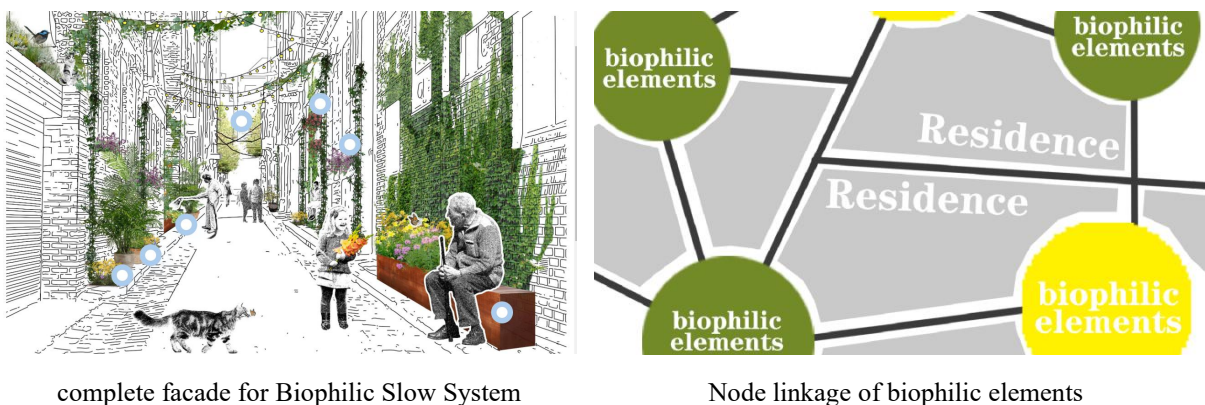 biophilic
elements
biophilic
elements
Residence
Residence
biophilic
elements
biophilic
elements
complete facade for Biophilic Slow System
Node linkage of biophilic elements